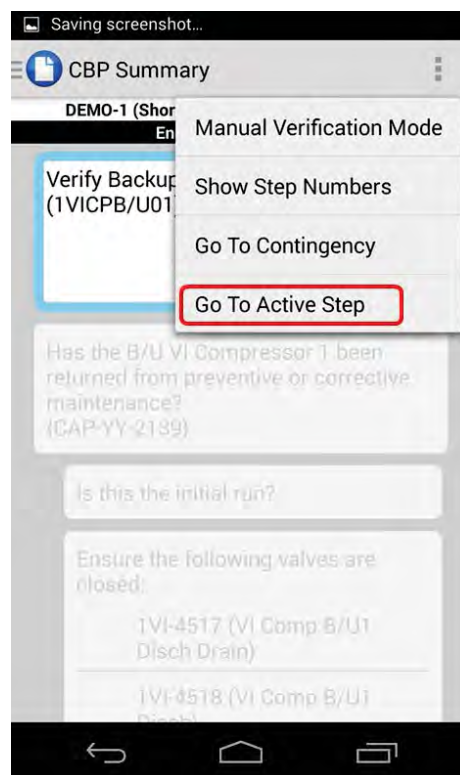 Saving screenshot...
CBP Summary
DEMO-1 (Shor
En
Manual Verification Mode
Show Step Numbers
Go To Contingency
Go To Active Step
Verify Backup
(1VICPB/U01
Has the B/U VI Compressor 1 been
returned from preventive or corrective
maintenance?
(CAP-YY-2139)
Is this the initial run?
Ensure the following valves are
closed:
1VI-4517 (VI Comp B/U1
Disch Drain)
1VI-4518 (VI Comp B/U1
Disch)